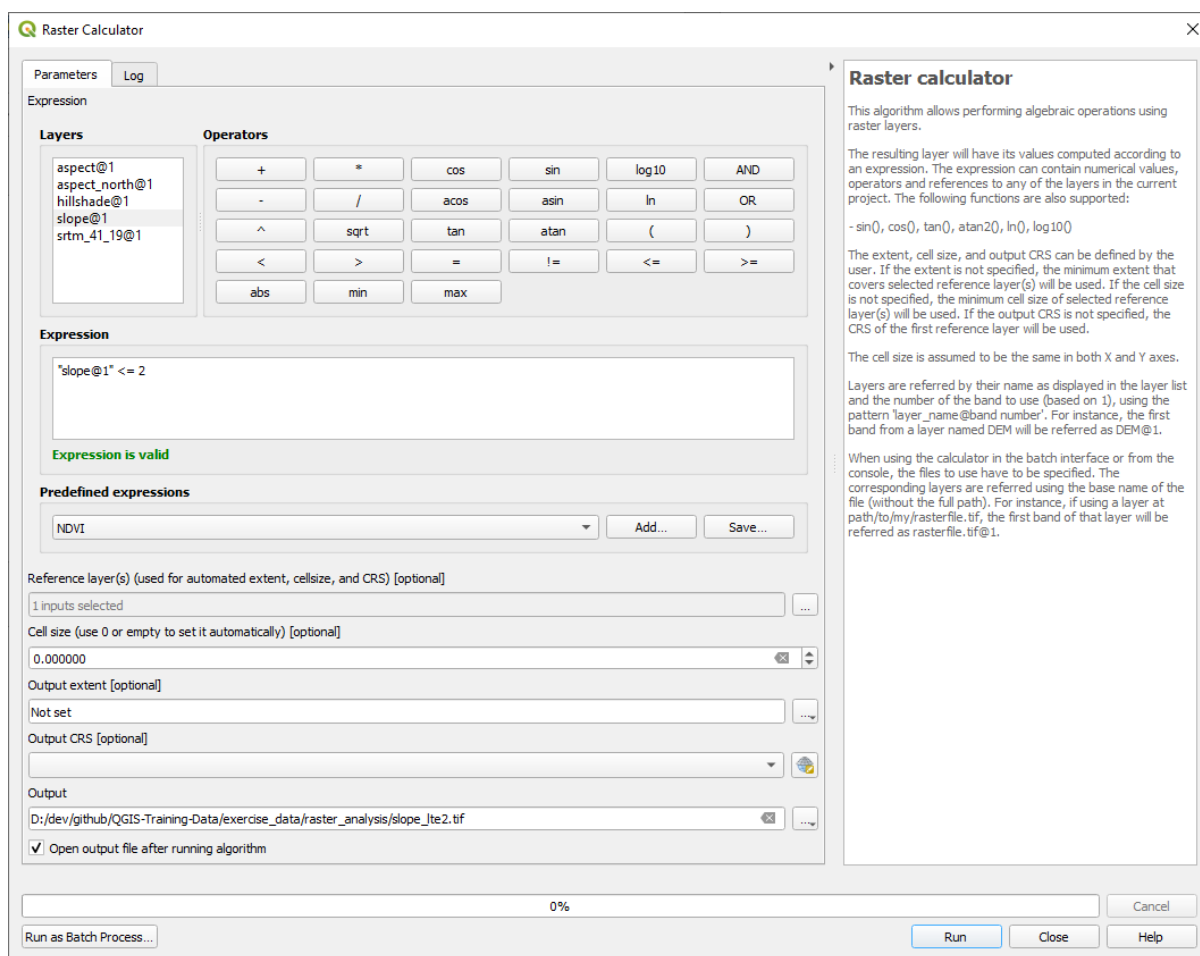 Raster Calculator
Parameters
Log
Expression
Layers
Operators
aspect@1
aspect_north@1
hillshade@1
slope@1
srtm_41_19@1
+ * cos sin log10 AND
- / acos asin ln OR
^ sqrt tan atan ( )
< > = != <= >=
abs min max
Expression
"slope@1" <= 2
Expression is valid
Predefined expressions
NDVI
Add...
Save...
Reference layer(s) (used for automated extent, cellsize, and CRS) [optional]
1 inputs selected
...
Cell size (use 0 or empty to set it automatically) [optional]
0.000000
Output extent [optional]
Not set
...
Output CRS [optional]
Output
D:/dev/github/QGIS-Training-Data/exercise_data/raster_analysis/slope_lte2.tif
...
Open output file after running algorithm
Raster calculator
This algorithm allows performing algebraic operations using
raster layers.
The resulting layer will have its values computed according to
an expression. The expression can contain numerical values,
operators and references to any of the layers in the current
project. The following functions are also supported:
- sin(), cos(), tan(), atan2(), ln(), log10()
The extent, cell size, and output CRS can be defined by the
user. If the extent is not specified, the minimum extent that
covers selected reference layer(s) will be used. If the cell size
is not specified, the minimum cell size of selected reference
layer(s) will be used. If the output CRS is not specified, the
CRS of the first reference layer will be used.
The cell size is assumed to be the same in both X and Y axes.
Layers are referred by their name as displayed in the layer list
and the number of the band to use (based on 1), using the
pattern 'layer_name@band number'. For instance, the first
band from a layer named DEM will be referred as DEM@1.
When using the calculator in the batch interface or from the
console, the files to use have to be specified. The
corresponding layers are referred using the base name of the
file (without the full path). For instance, if using a layer at
path/to/my/rasterfile.tif, the first band of that layer will be
referred as rasterfile.tif@1.
0%
Cancel
Run as Batch Process...
Run
Close
Help